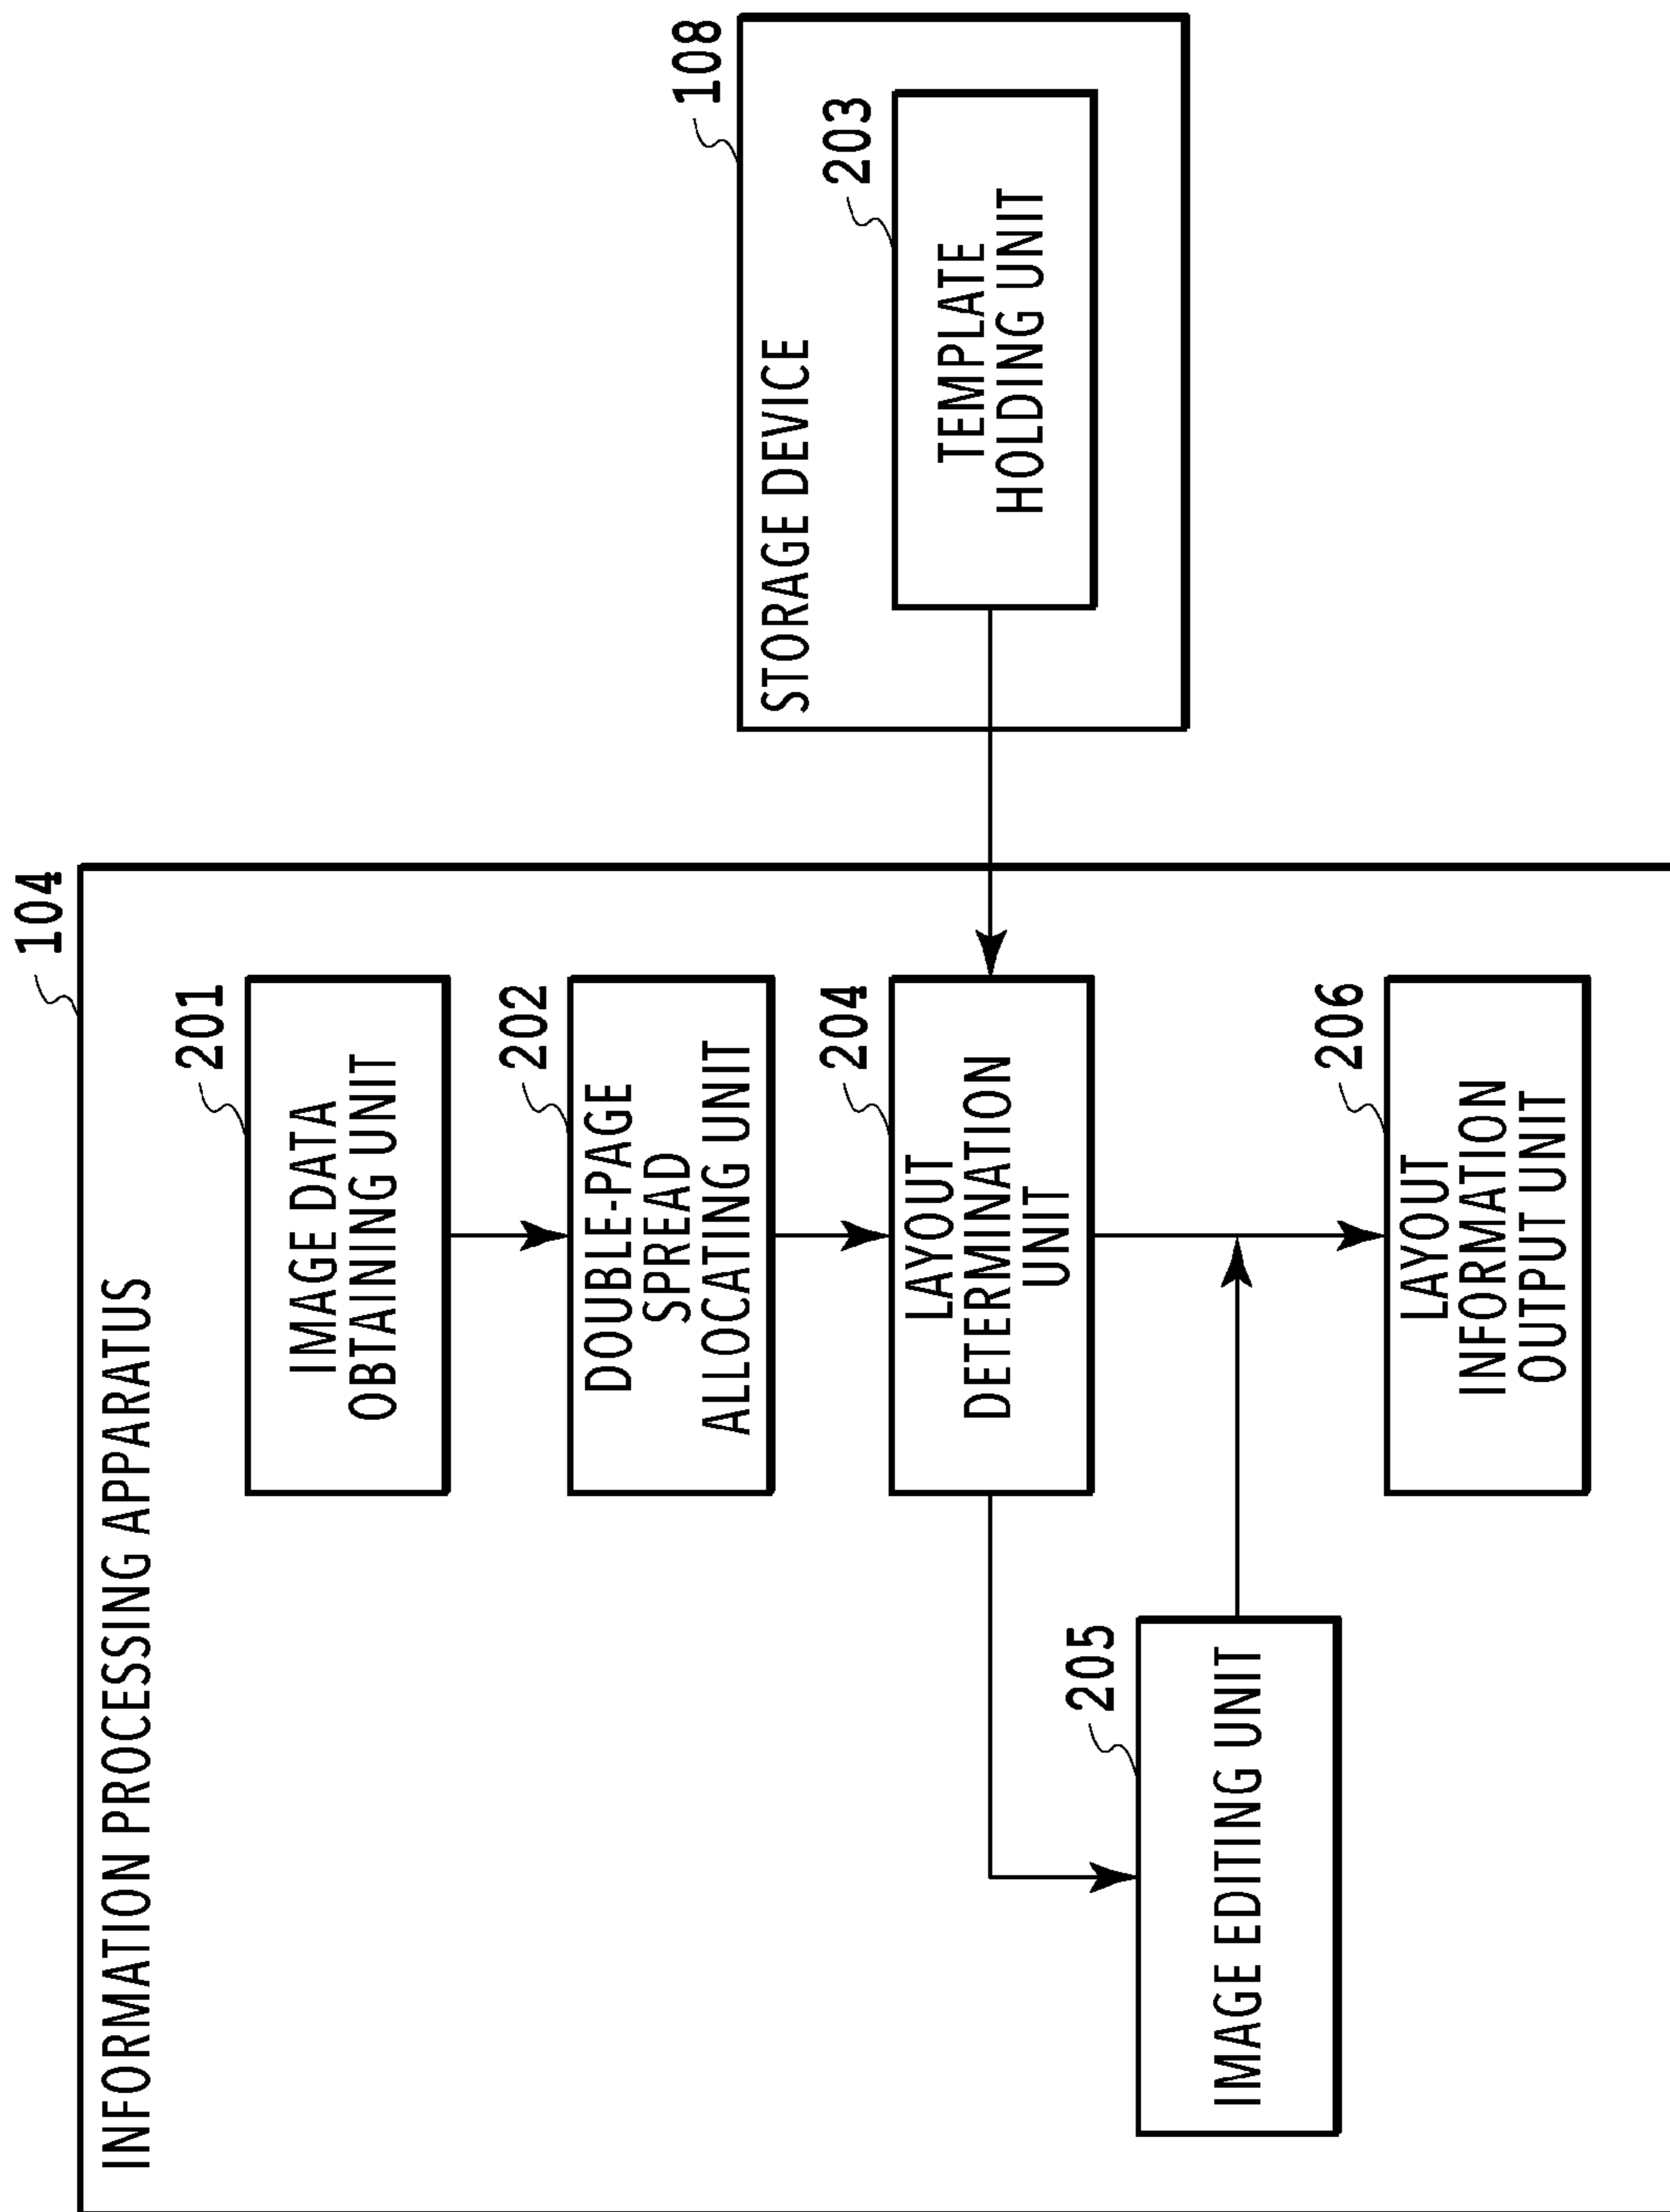 104
INFORMATION PROCESSING APPARATUS
201
IMAGE DATA
OBTAINING UNIT
202
DOUBLE-PAGE
SPREAD
ALLOCATING UNIT
204
LAYOUT
DETERMINATION
UNIT
205
IMAGE EDITING UNIT
206
LAYOUT
INFORMATION
OUTPUT UNIT
108
STORAGE DEVICE
203
TEMPLATE
HOLDING UNIT